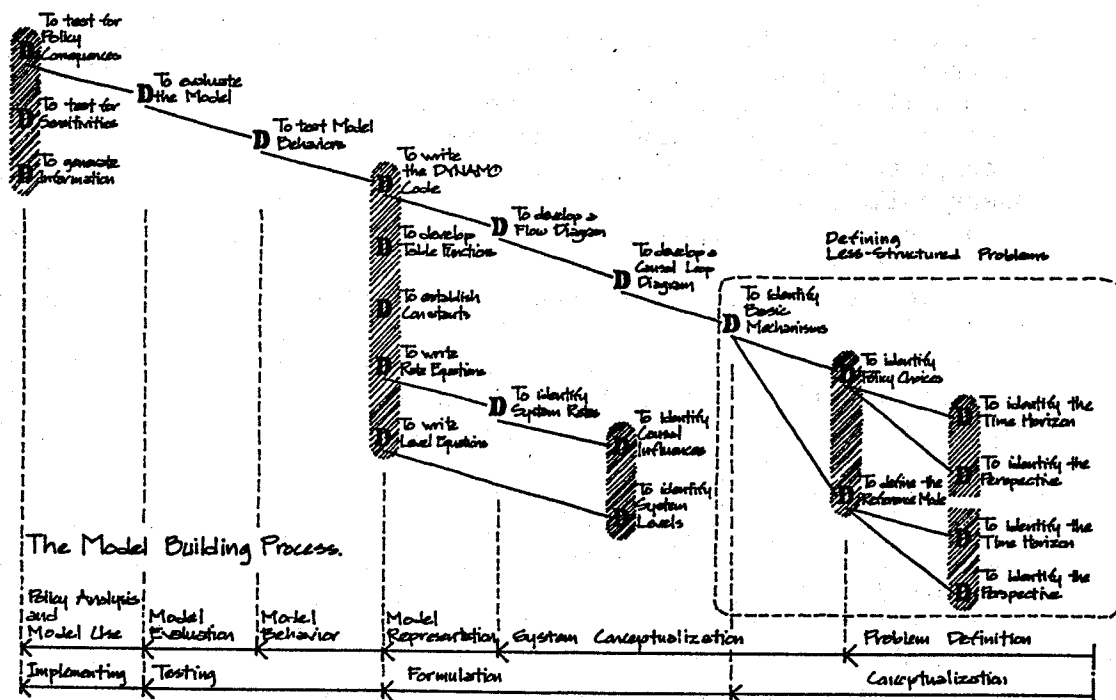 To test for
Policy
Consequences
D
To test for
Sensitivities
D
To generate
Information
D
To evaluate
the Model
D
To test Model
Behaviors
D
To write
the DYNAMO
Code
D
To develop
Table Functions
D
To establish
Constants
D
To write
Rate Equations
D
To write
Level Equations
D
To develop a
Flow Diagram
D
To identify
System Rates
D
To develop a
Causal Loop
Diagram
D
To identify
Causal
Influences
D
To identify
System
Levels
D
Defining
Less-Structured Problems
To identify
Basic
Mechanisms
D
To identify
Policy Choices
D
To define the
Reference Mode
D
To identify the
Time Horizon
D
To identify the
Perspective
D
To identify the
Time Horizon
D
To identify the
Perspective
D
The Model Building Process.
Policy Analysis
and
Model Use
Model
Evaluation
Model
Behavior
Model
Representation
System Conceptualization
Problem Definition
Implementing
Testing
Formulation
Conceptualization